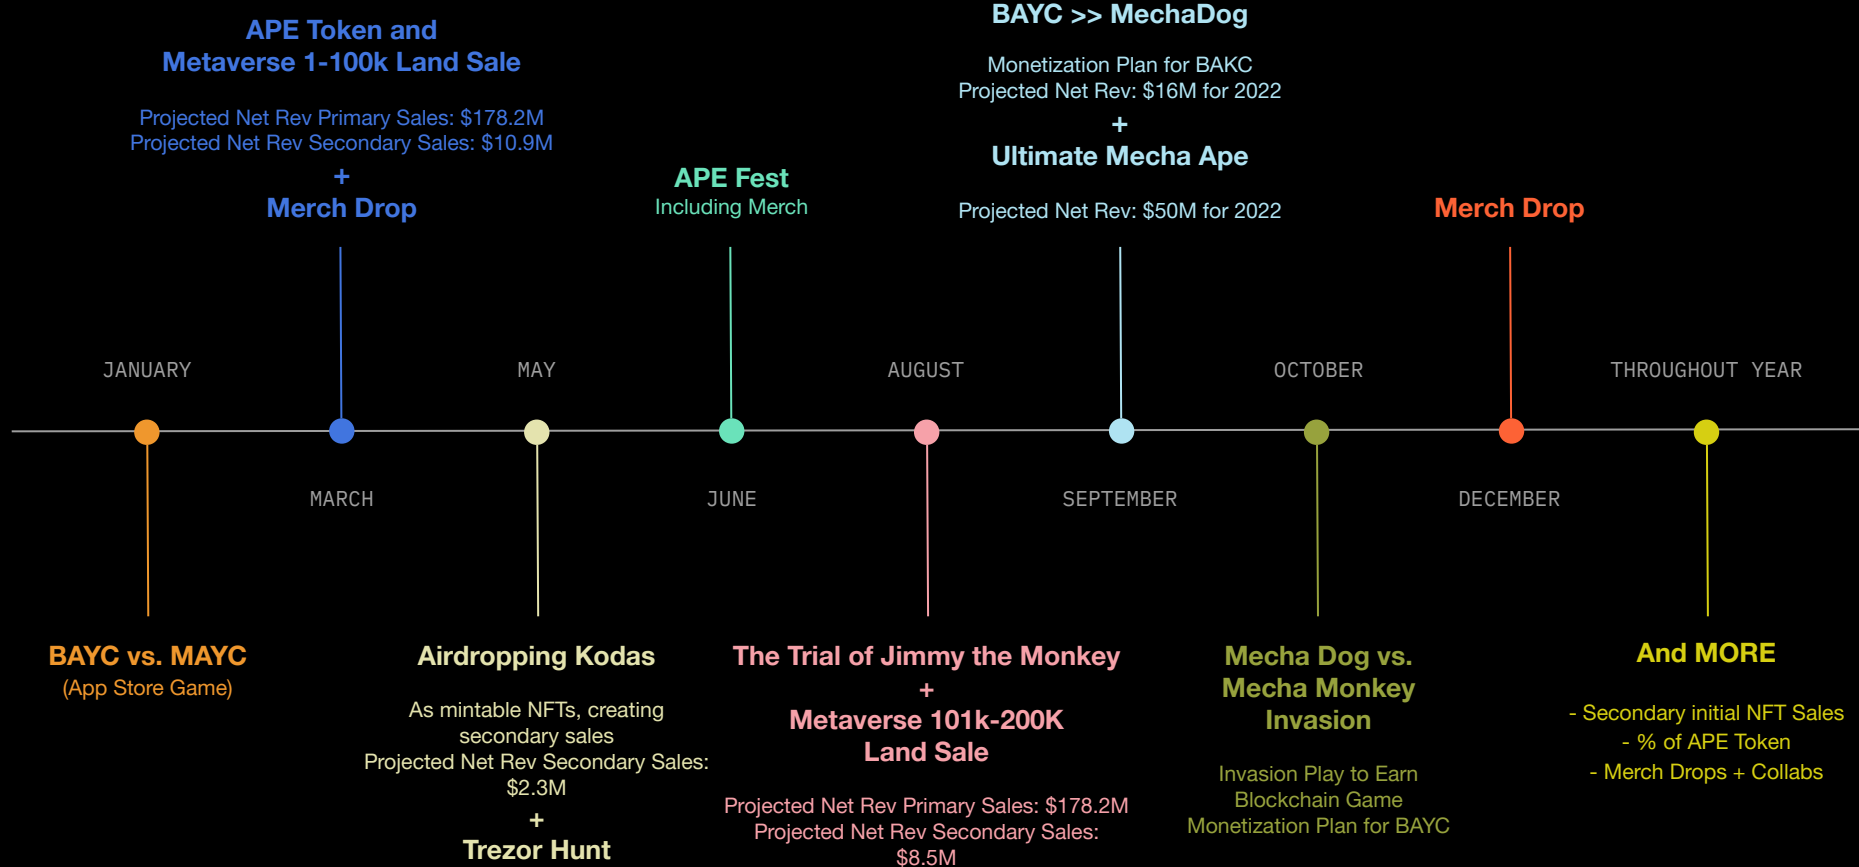 APE Token and
Metaverse 1-100k Land Sale
Projected Net Rev Primary Sales: $178.2M
Projected Net Rev Secondary Sales: $10.9M
+
Merch Drop
APE Fest
Including Merch
BAYC >> MechaDog
Monetization Plan for BAKC
Projected Net Rev: $16M for 2022
+
Ultimate Mecha Ape
Projected Net Rev: $50M for 2022
Merch Drop
JANUARY
MAY
AUGUST
OCTOBER
THROUGHOUT YEAR
MARCH
JUNE
SEPTEMBER
DECEMBER
BAYC vs. MAYC
(App Store Game)
Airdropping Kodas
As mintable NFTs, creating
secondary sales
Projected Net Rev Secondary Sales:
$2.3M
+
Trezor Hunt
The Trial of Jimmy the Monkey
+
Metaverse 101k-200K
Land Sale
Projected Net Rev Primary Sales: $178.2M
Projected Net Rev Secondary Sales:
$8.5M
Mecha Dog vs.
Mecha Monkey
Invasion
Invasion Play to Earn
Blockchain Game
Monetization Plan for BAYC
And MORE
- Secondary initial NFT Sales
- % of APE Token
- Merch Drops + Collabs